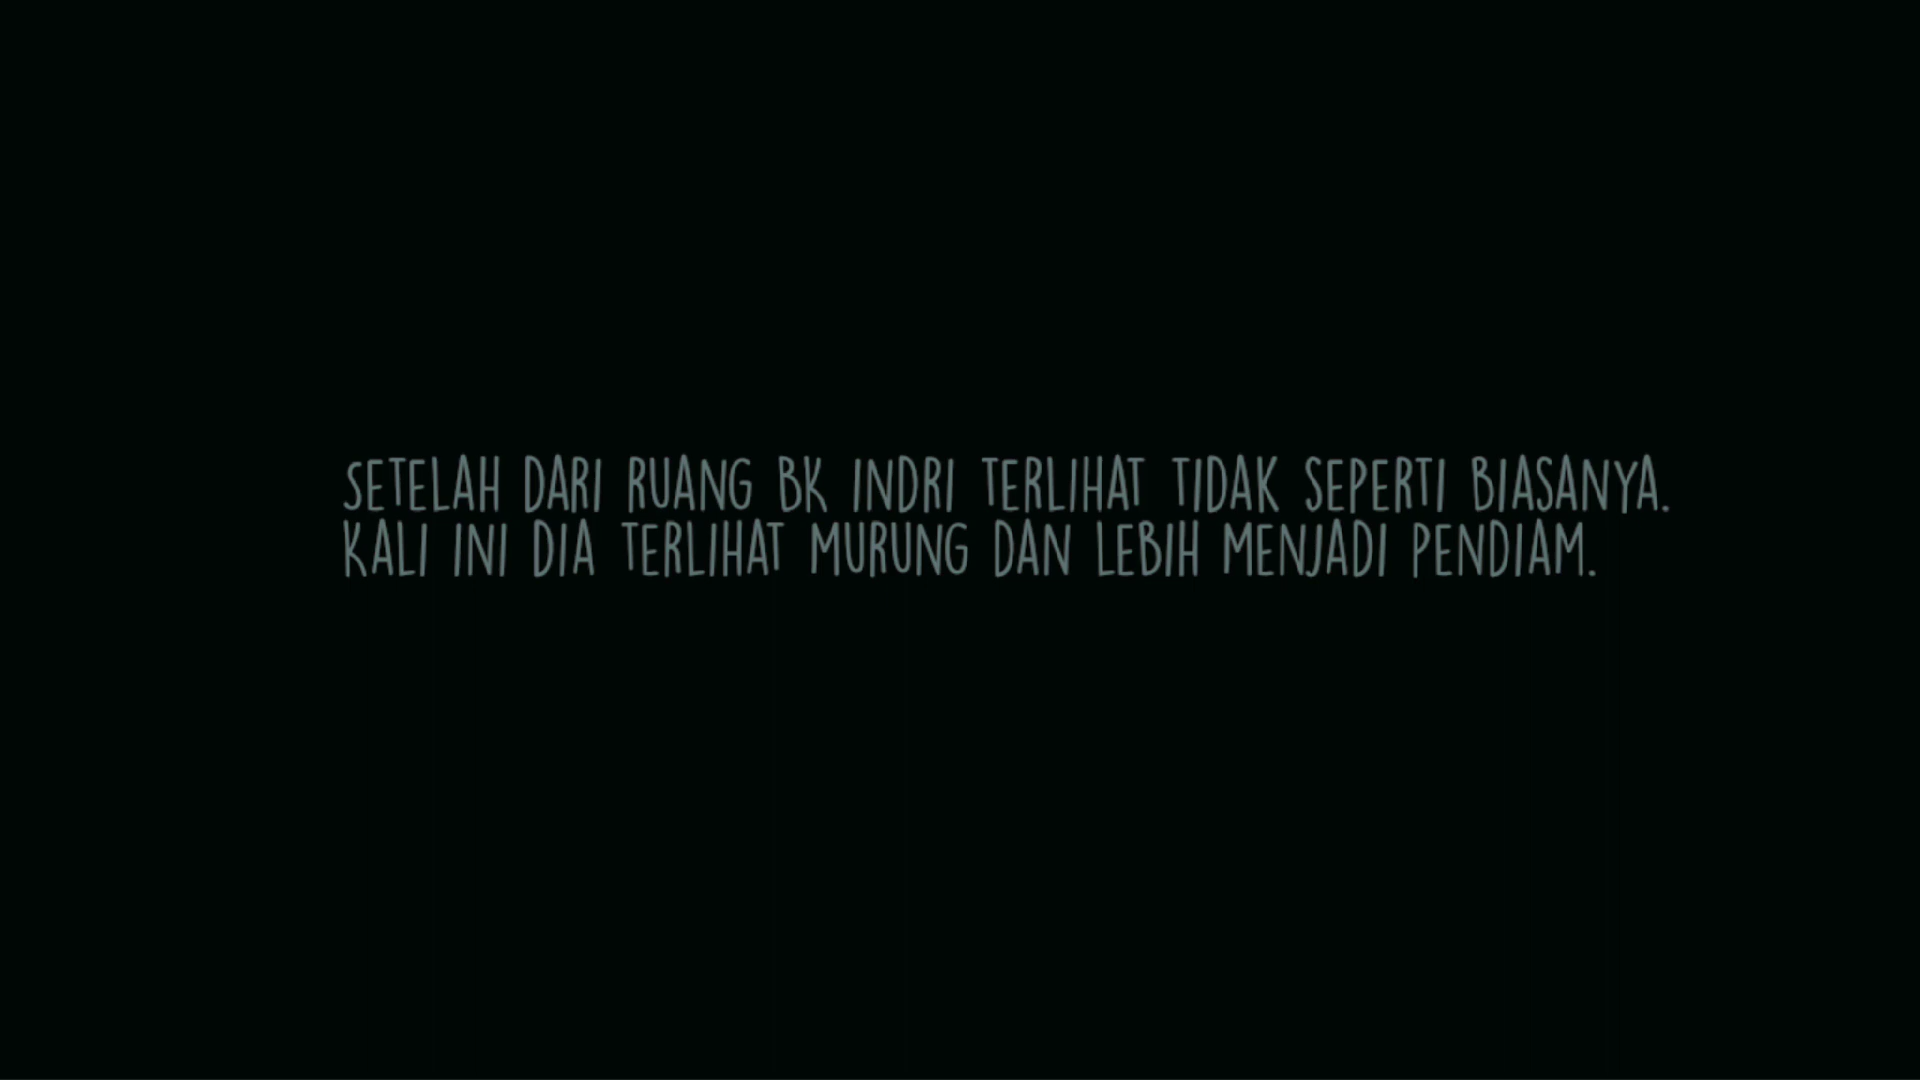 SETELAH DARI RUANG BK INDRI TERLIHAT TIDAK SEPERTI BIASANYA.
KALI INI DIA TERLIHAT MURUNG DAN LEBIH MENJADI PENDIAM.